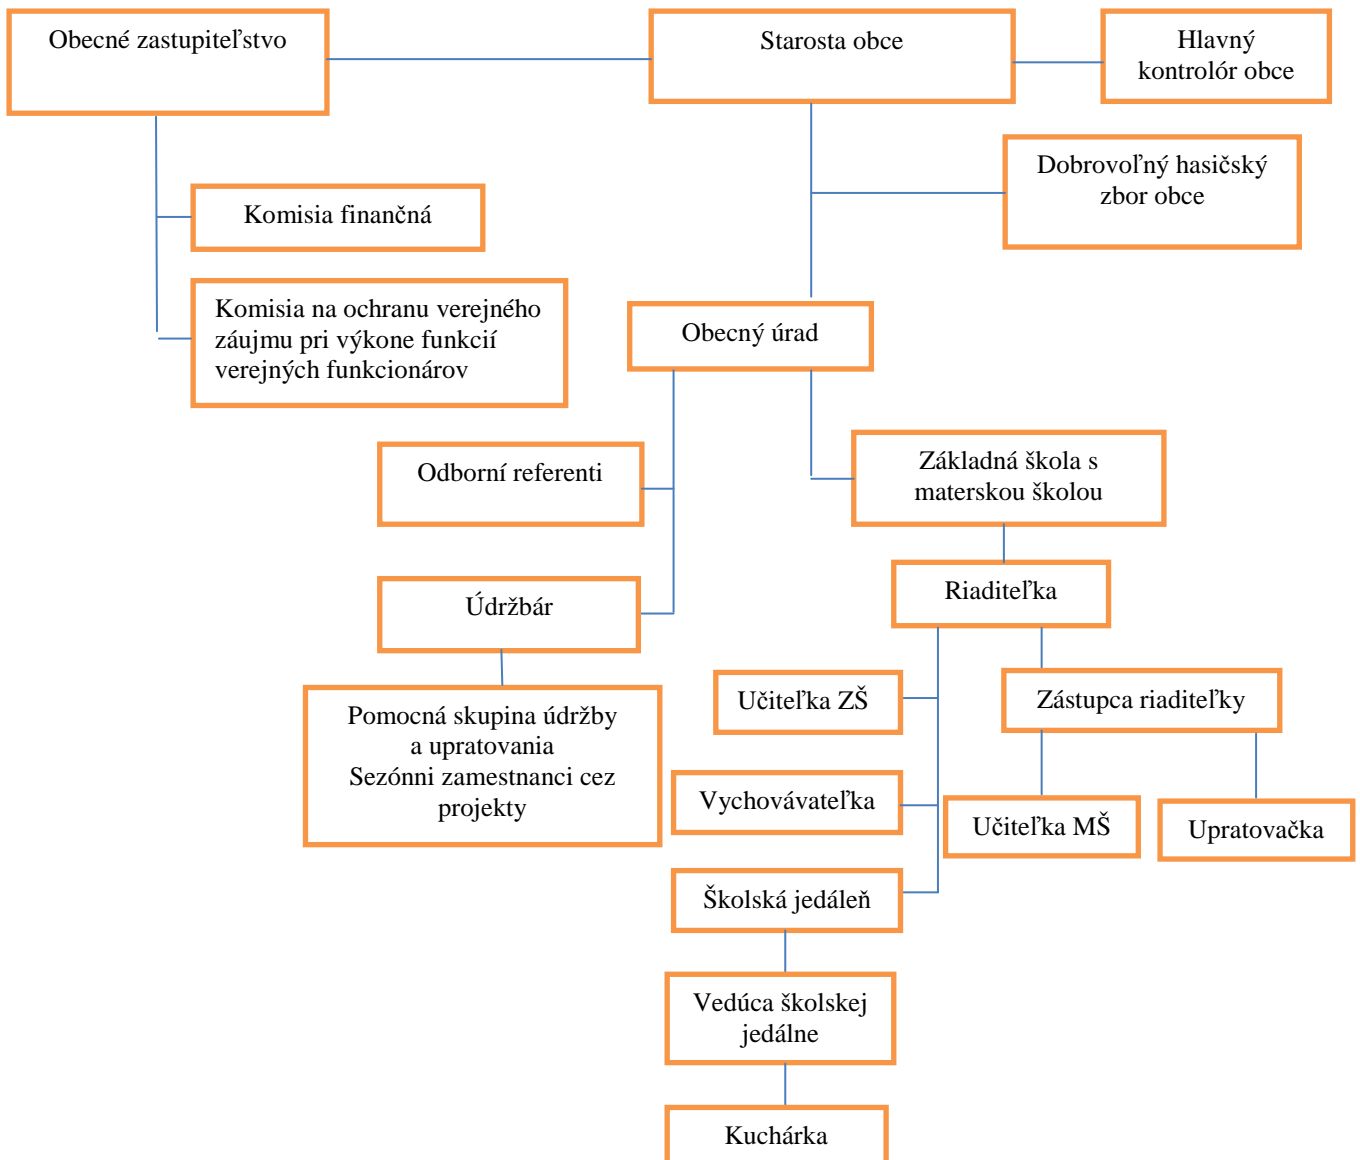 Obecné zastupiteľstvo
Starosta obce
Hlavný
kontrolór obce
Dobrovoľný hasičský
zbor obce
Komisia finančná
Komisia na ochranu verejného
záujmu pri výkone funkcií
verejných funkcionárov
Obecný úrad
Odborní referenti
Základná škola s
materskou školou
Údržbár
Riaditeľka
Pomocná skupina údržby
a upratovania
Sezónni zamestnanci cez
projekty
Učiteľka ZŠ
Zástupca riaditeľky
Vychovávateľka
Učiteľka MŠ
Upratovačka
Školská jedáleň
Vedúca školskej
jedálne
Kuchárka